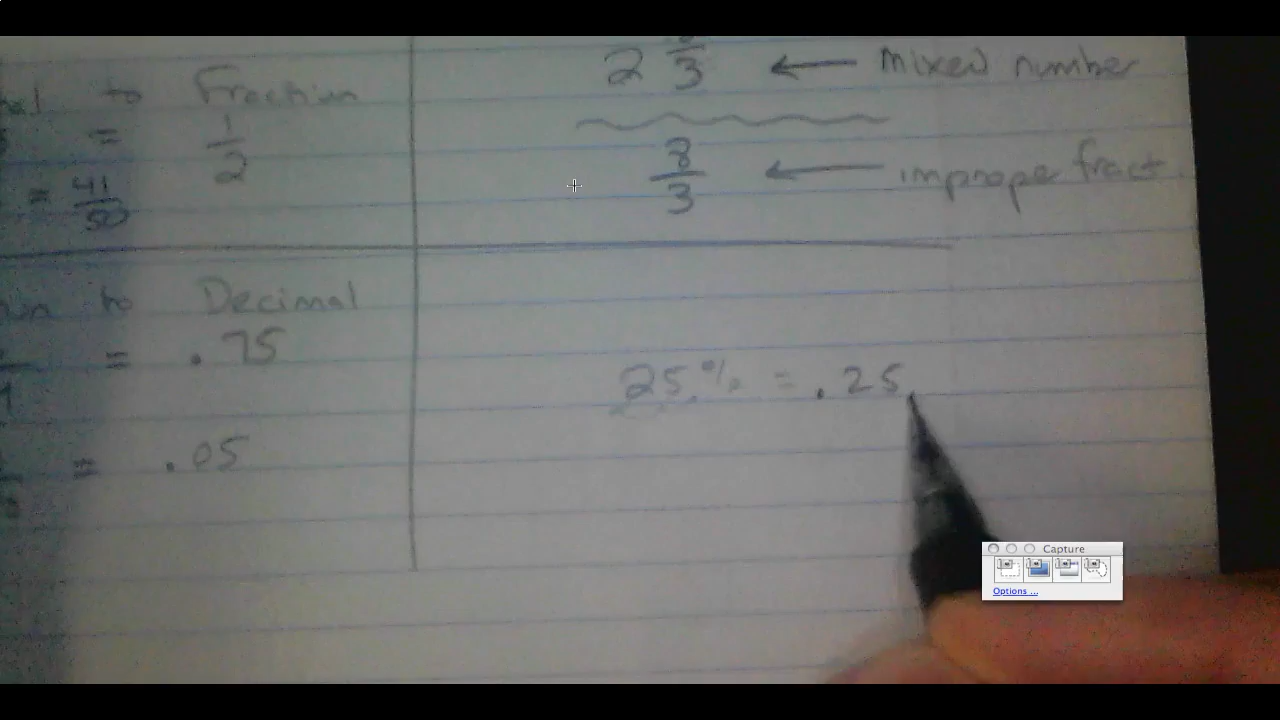 to Fraction
= 1/2
= 41/50
to Decimal
= .75
= .05
2 /3 ← Mixed number
8/3 ← improper fract
25% = .25
Capture
Options ...